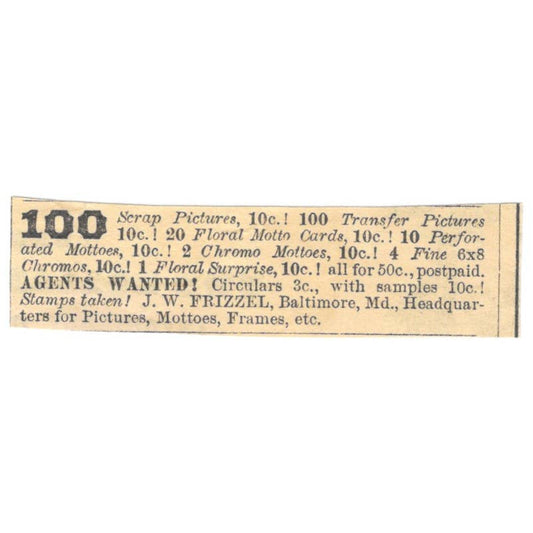 100 Scrap Pictures, 10c.! 100 Transfer Pictures
10c.! 20 Floral Motto Cards, 10c.! 10 Perfor-
ated Mottoes, 10c.! 2 Chromo Mottoes, 10c.! 4 Fine 6x8
Chromos, 10c.! 1 Floral Surprise, 10c.! all for 50c., postpaid.
AGENTS WANTED! Circulars 3c., with samples 10c.!
Stamps taken! J. W. FRIZZEL, Baltimore, Md., Headquar-
ters for Pictures, Mottoes, Frames, etc.